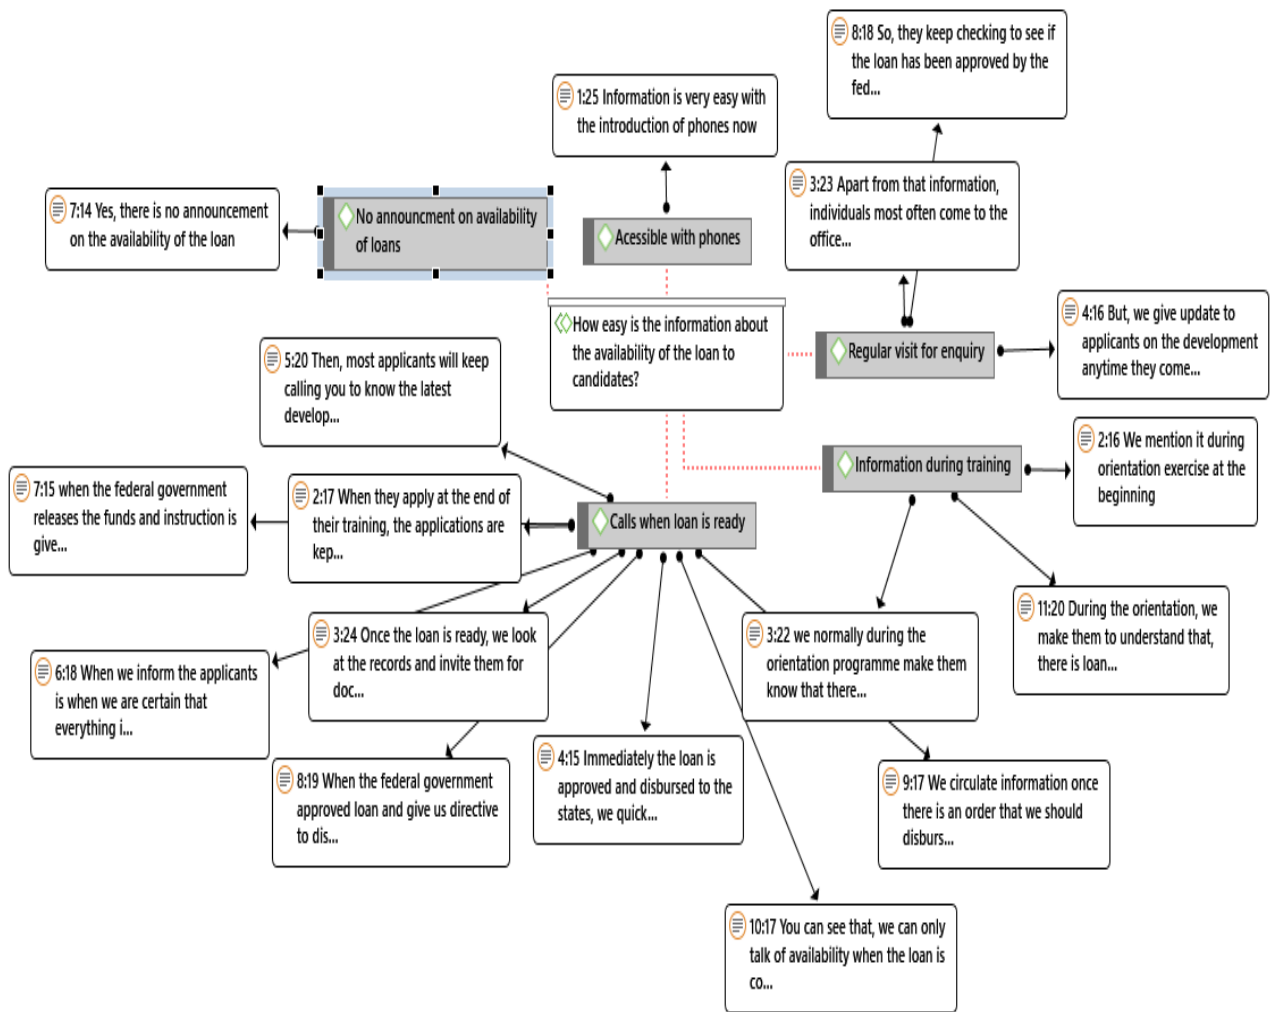 8:18 So, they keep checking to see if
the loan has been approved by the
fed...
1:25 Information is very easy with
the introduction of phones now
3:23 Apart from that information,
individuals most often come to the
office...
7:14 Yes, there is no announcement
on the availability of the loan
No announcment on availability
of loans
Acessible with phones
How easy is the information about
the availability of the loan to
candidates?
Regular visit for enquiry
4:16 But, we give update to
applicants on the development
anytime they come...
5:20 Then, most applicants will keep
calling you to know the latest
develop...
Information during training
2:16 We mention it during
orientation exercise at the
beginning
7:15 when the federal government
releases the funds and instruction is
give...
2:17 When they apply at the end of
their training, the applications are
kep...
Calls when loan is ready
11:20 During the orientation, we
make them to understand that,
there is loan...
3:24 Once the loan is ready, we look
at the records and invite them for
doc...
3:22 we normally during the
orientation programme make them
know that there...
6:18 When we inform the applicants
is when we are certain that
everything i...
8:19 When the federal government
approved loan and give us directive
to dis...
4:15 Immediately the loan is
approved and disbursed to the
states, we quick...
9:17 We circulate information once
there is an order that we should
disburs...
10:17 You can see that, we can only
talk of availability when the loan is
co...